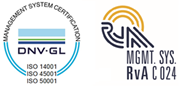 MANAGEMENT SYSTEM CERTIFICATION
DNV·GL
ISO 14001
ISO 45001
ISO 50001
RvA
MGMT. SYS.
RvA C 024